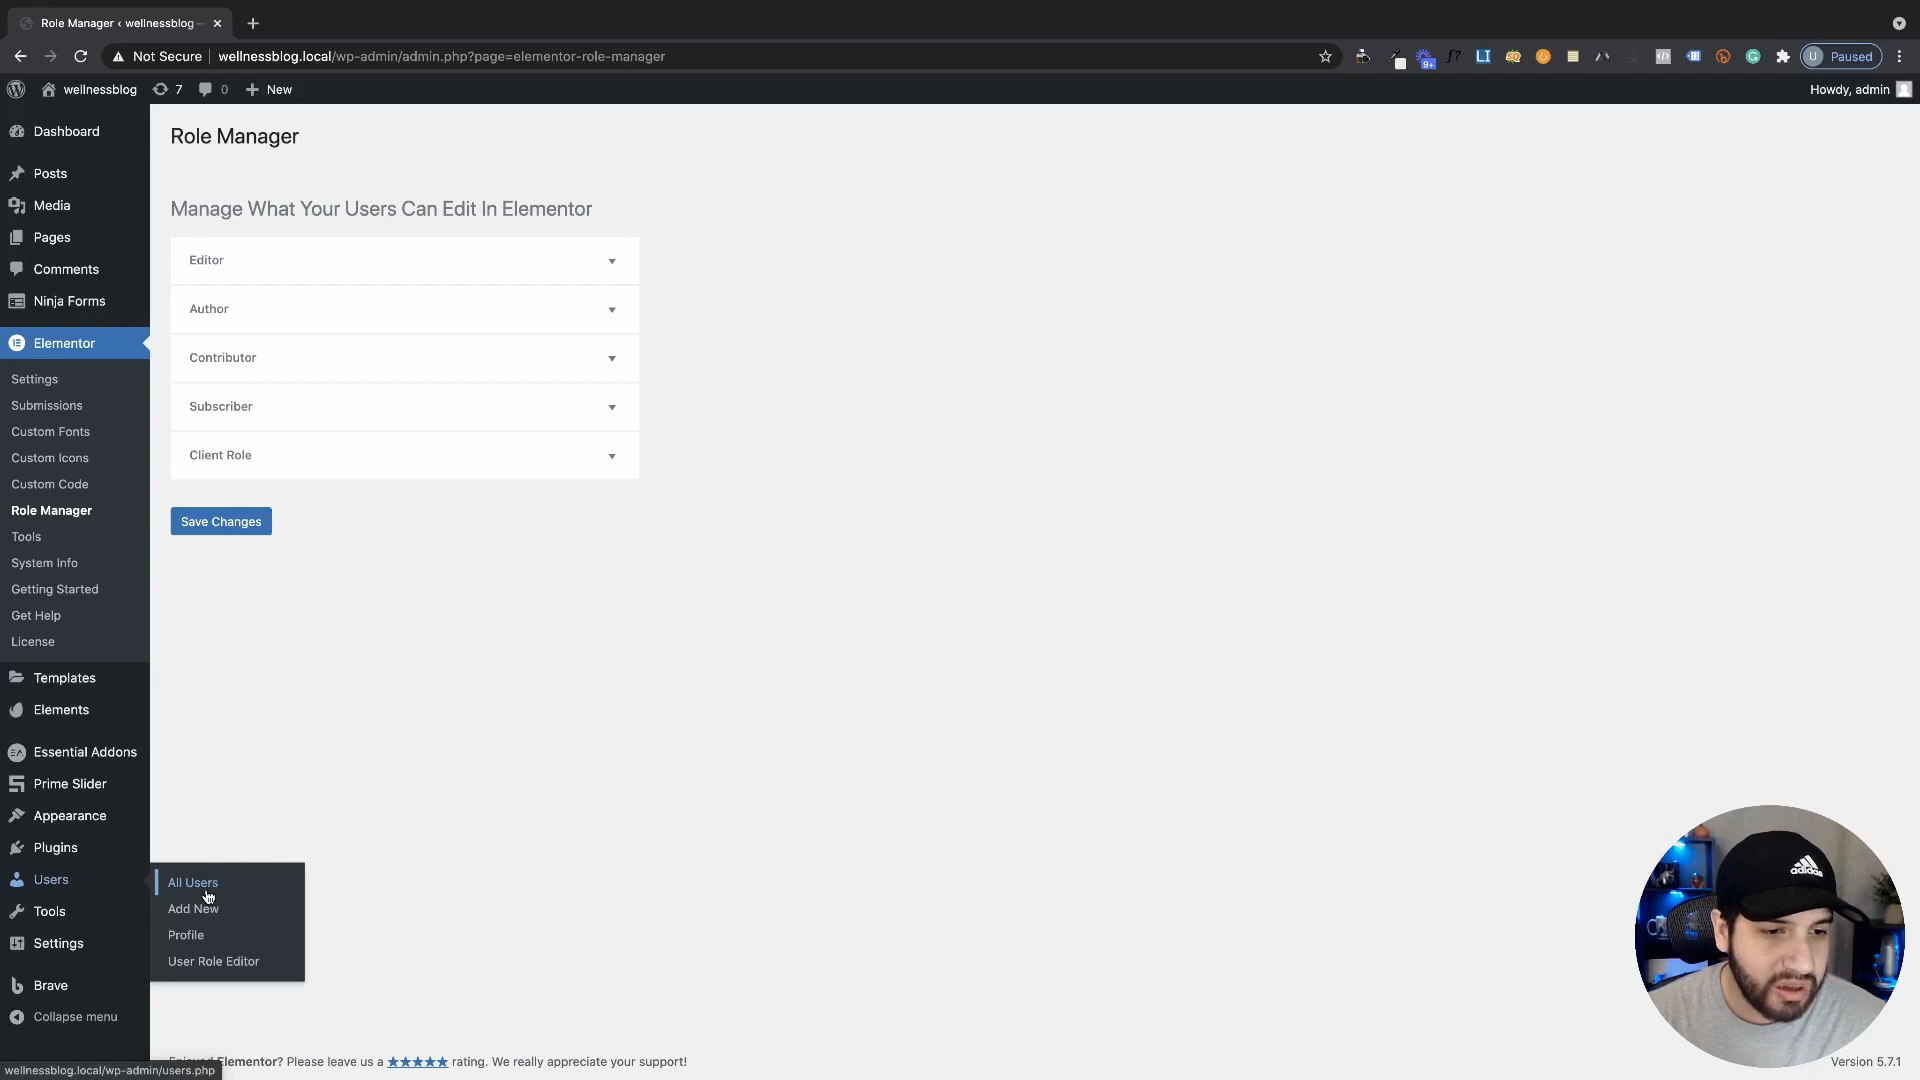 Role Manager ‹ wellnessblog –
Not Secure
wellnessblog.local/wp-admin/admin.php?page=elementor-role-manager
9+
f?
LI
U Paused
wellnessblog
7
0
New
Howdy, admin
Dashboard
Posts
Media
Pages
Comments
Ninja Forms
Elementor
Settings
Submissions
Custom Fonts
Custom Icons
Custom Code
Role Manager
Tools
System Info
Getting Started
Get Help
License
Templates
Elements
Essential Addons
Prime Slider
Appearance
Plugins
Users
Tools
Settings
Brave
Collapse menu
All Users
Add New
Profile
User Role Editor
Role Manager
Manage What Your Users Can Edit In Elementor
Editor
Author
Contributor
Subscriber
Client Role
Save Changes
adidas
Enjoyed Elementor? Please leave us a ★★★★★ rating. We really appreciate your support!
Version 5.7.1
wellnessblog.local/wp-admin/users.php